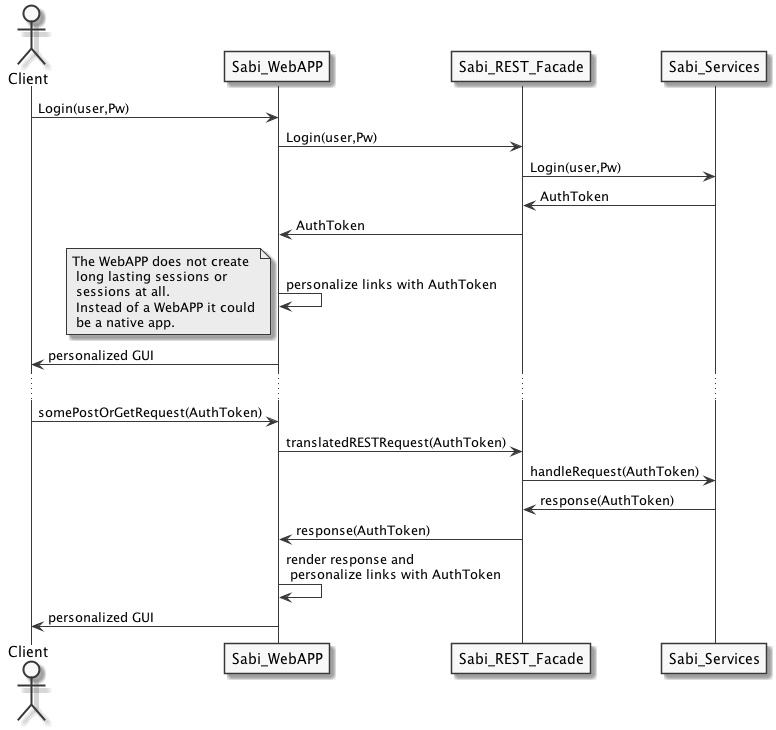 Client
Sabi_WebAPP
Sabi_REST_Facade
Sabi_Services
Login(user,Pw)
Login(user,Pw)
Login(user,Pw)
AuthToken
AuthToken
The WebAPP does not create
long lasting sessions or
sessions at all.
Instead of a WebAPP it could
be a native app.
personalize links with AuthToken
personalized GUI
somePostOrGetRequest(AuthToken)
translatedRESTRequest(AuthToken)
handleRequest(AuthToken)
response(AuthToken)
response(AuthToken)
render response and
personalize links with AuthToken
personalized GUI
Client
Sabi_WebAPP
Sabi_REST_Facade
Sabi_Services